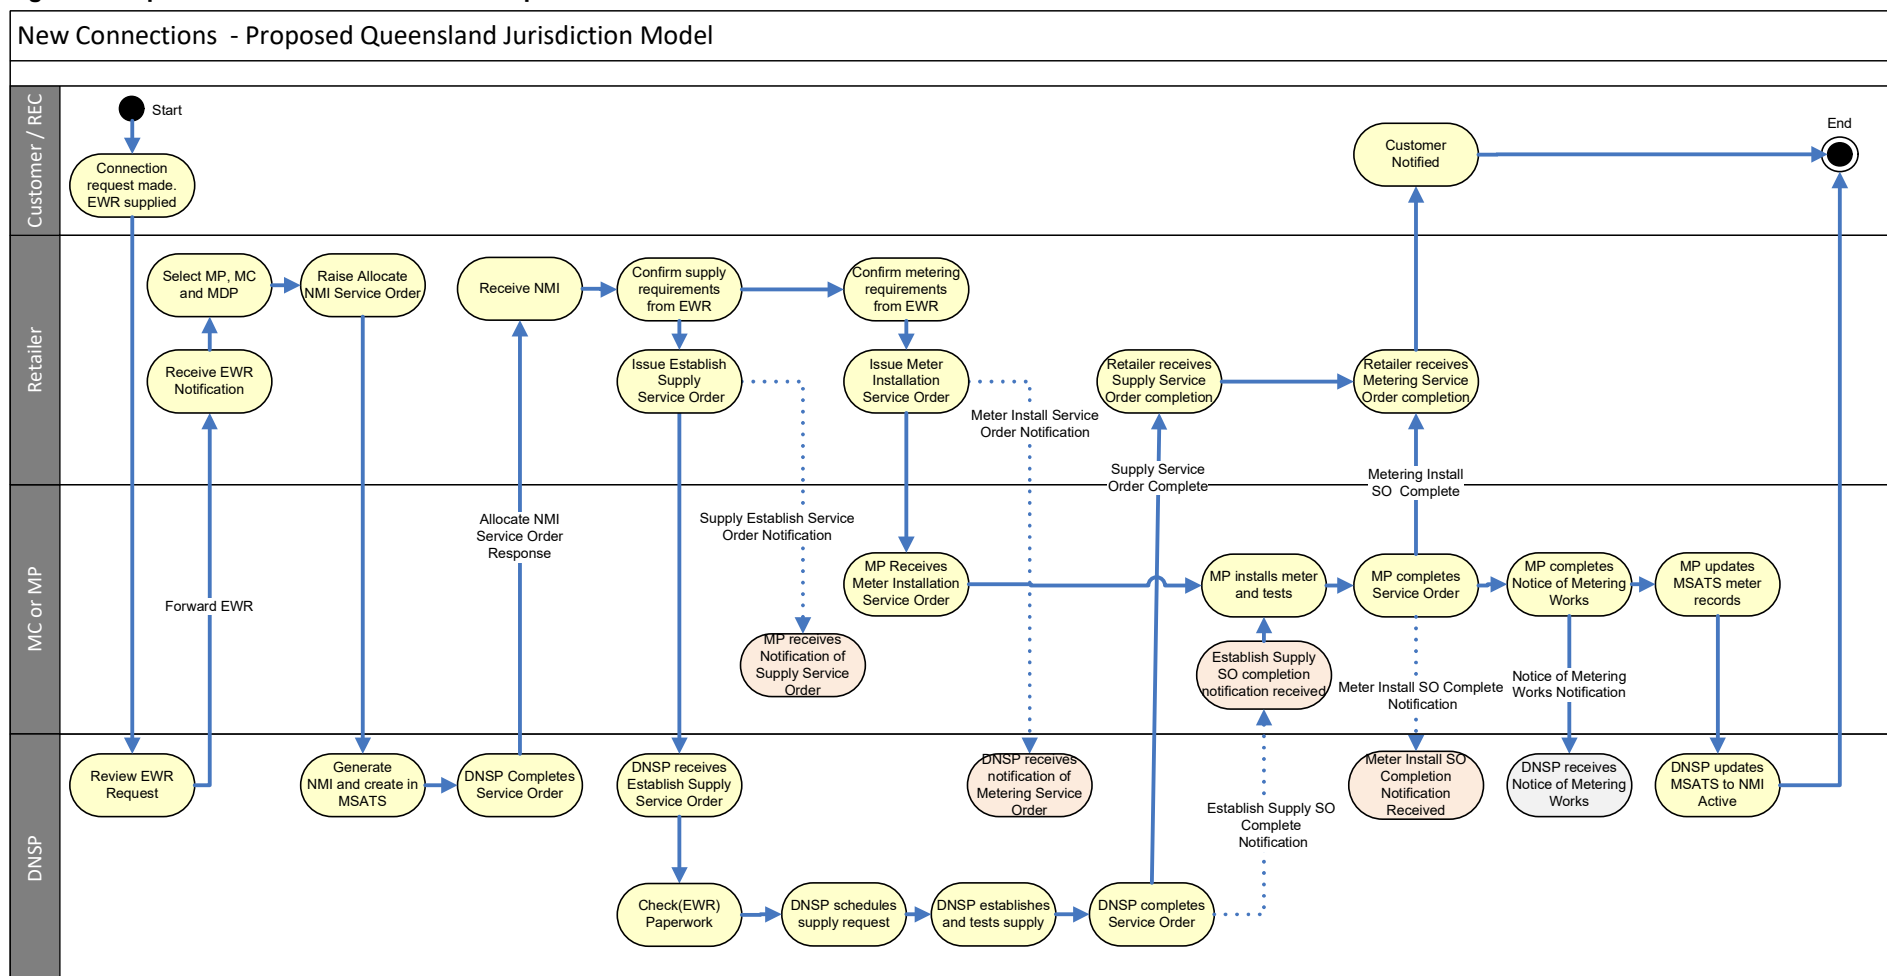 New Connections  - Proposed Queensland Jurisdiction Model
Customer / REC
Start
Connection
request made.
EWR supplied
Customer
Notified
End
Retailer
Select MP, MC
and MDP
Raise Allocate
NMI Service Order
Receive NMI
Confirm supply
requirements
from EWR
Confirm metering
requirements
from EWR
Receive EWR
Notification
Issue Establish
Supply
Service Order
Issue Meter
Installation
Service Order
Meter Install Service
Order Notification
Retailer receives
Supply Service
Order completion
Retailer receives
Metering Service
Order completion
Supply Service
Order Complete
Metering Install
SO  Complete
MC or MP
Allocate NMI
Service Order
Response
Supply Establish Service
Order Notification
Forward EWR
MP Receives
Meter Installation
Service Order
MP installs meter
and tests
MP completes
Service Order
MP completes
Notice of Metering
Works
MP updates
MSATS meter
records
MP receives
Notification of
Supply Service
Order
Establish Supply
SO completion
notification received
Meter Install SO Complete
Notification
Notice of Metering
Works Notification
DNSP
Review EWR
Request
Generate
NMI and create in
MSATS
DNSP Completes
Service Order
DNSP receives
Establish Supply
Service Order
DNSP receives
notification of
Metering Service
Order
Establish Supply SO
Complete
Notification
Meter Install SO
Completion
Notification
Received
DNSP receives
Notice of Metering
Works
DNSP updates
MSATS to NMI
Active
Check(EWR)
Paperwork
DNSP schedules
supply request
DNSP establishes
and tests supply
DNSP completes
Service Order